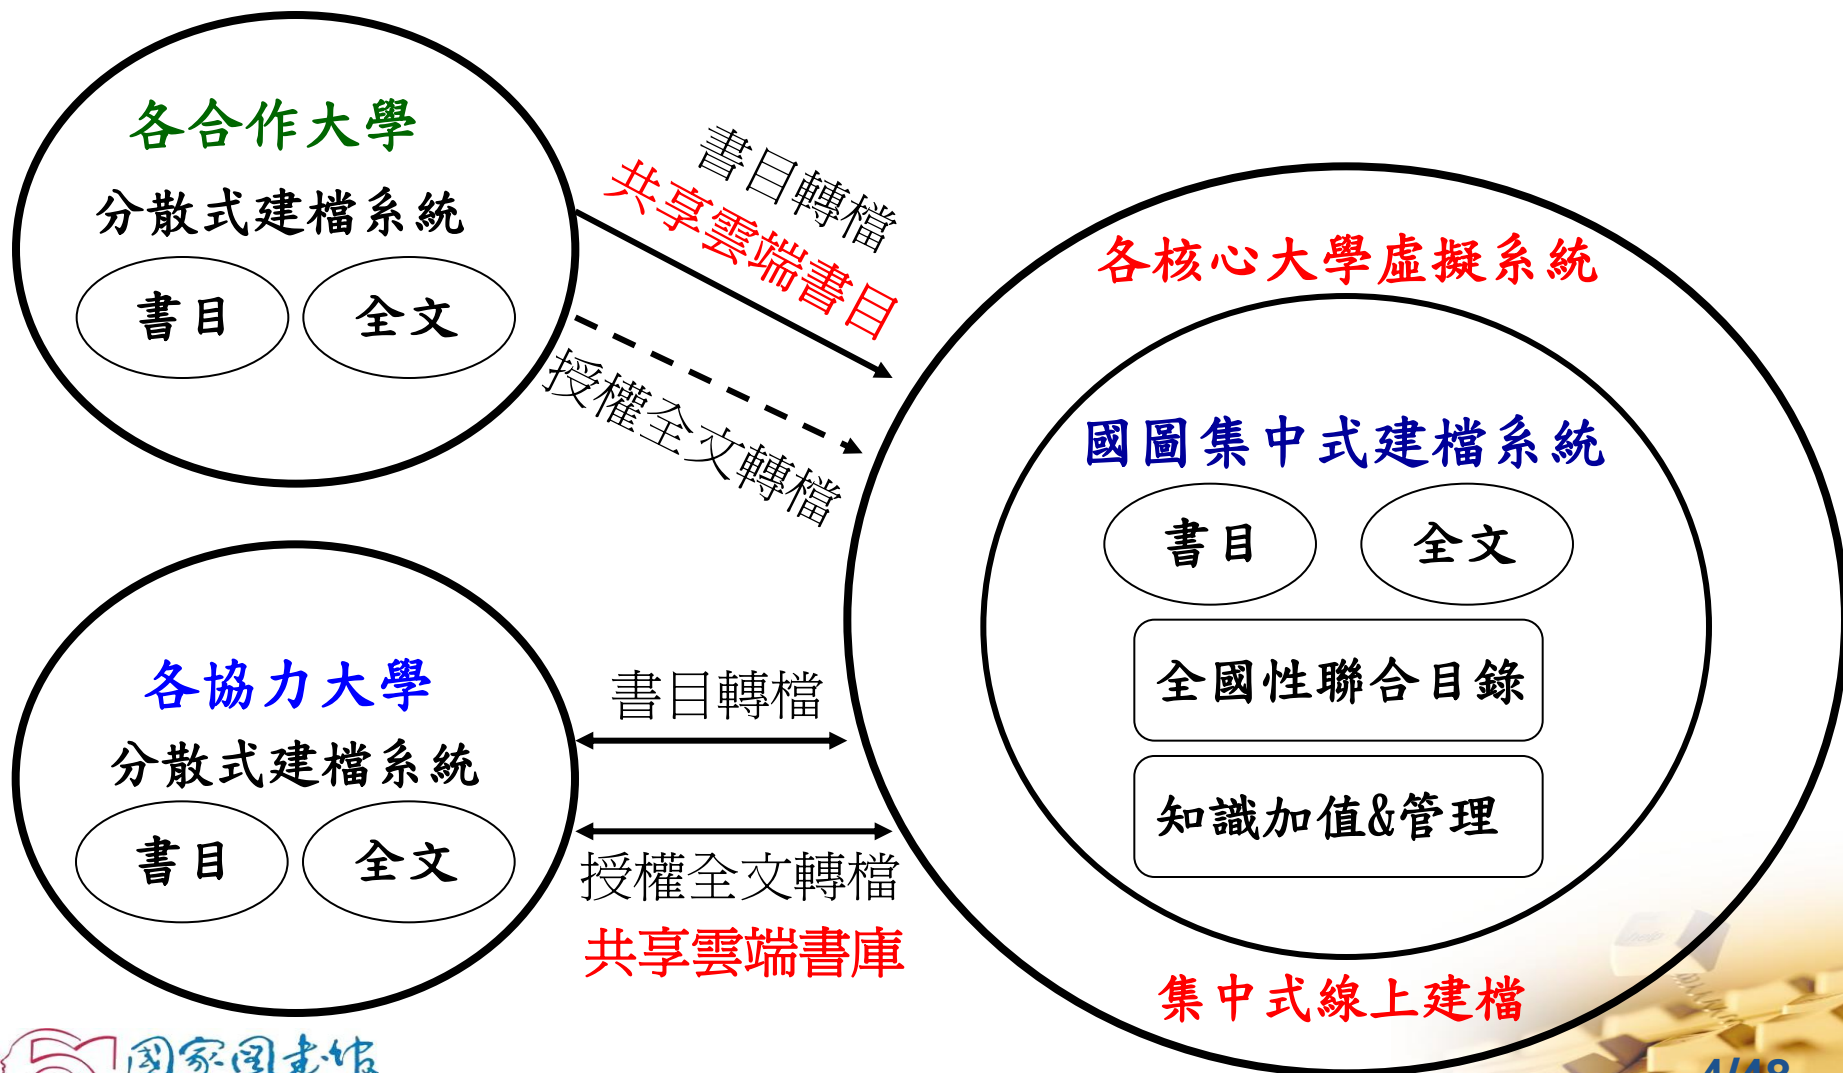 各合作大學
分散式建檔系統
書目
全文
書目轉檔
共享雲端書目
授權全文轉檔
各協力大學
分散式建檔系統
書目
全文
書目轉檔
授權全文轉檔
共享雲端書庫
各核心大學虛擬系統
國圖集中式建檔系統
書目
全文
全國性聯合目錄
知識加值&管理
集中式線上建檔
國家圖書館
4/48